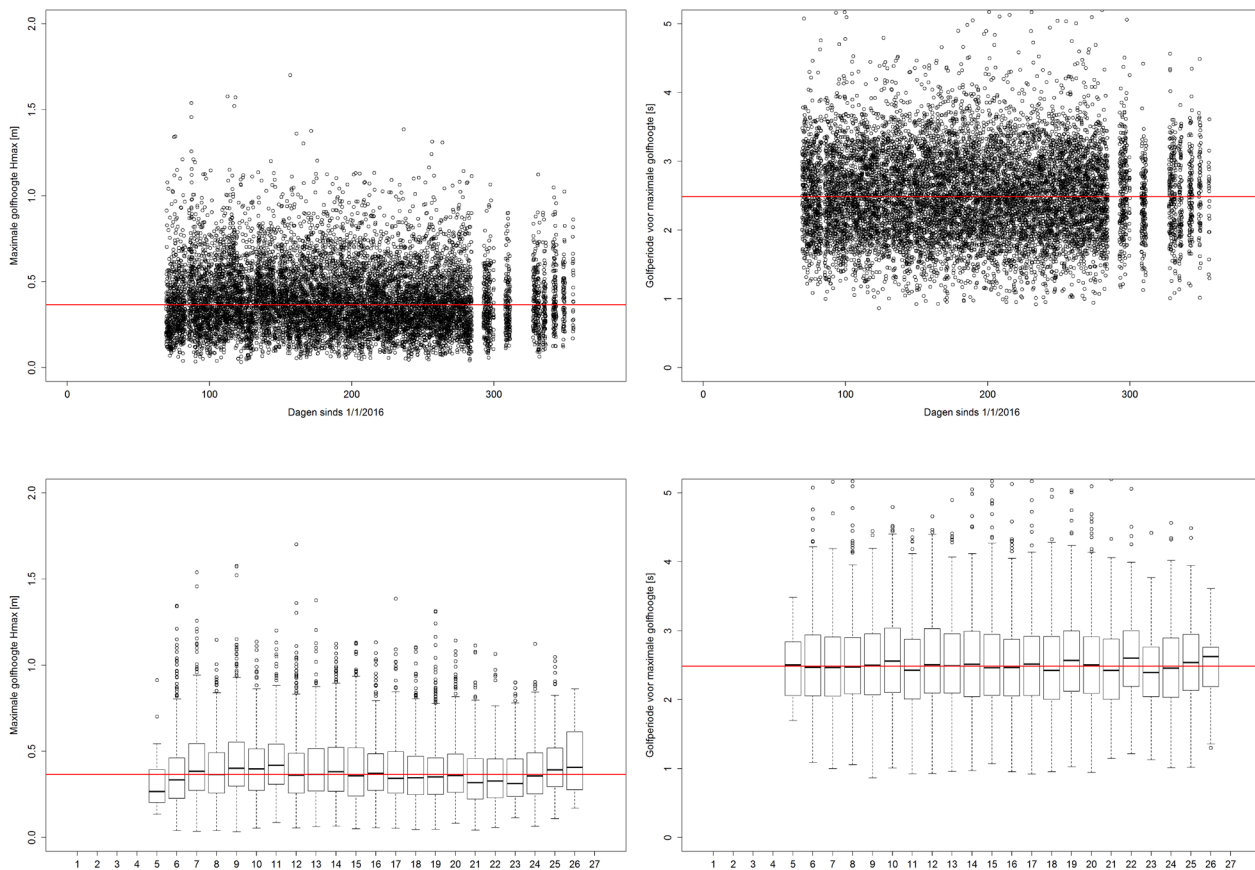 Maximale golfhoogte Hmax [m]
2.0
1.5
1.0
0.5
0.0
0 100 200 300
Dagen sinds 1/1/2016
Golfperiode voor maximale golfhoogte [s]
5
4
3
2
1
0
0 100 200 300
Dagen sinds 1/1/2016
Maximale golfhoogte Hmax [m]
2.0
1.5
1.0
0.5
0.0
1 2 3 4 5 6 7 8 9 10 11 12 13 14 15 16 17 18 19 20 21 22 23 24 25 26 27
Golfperiode voor maximale golfhoogte [s]
5
4
3
2
1
0
1 2 3 4 5 6 7 8 9 10 11 12 13 14 15 16 17 18 19 20 21 22 23 24 25 26 27